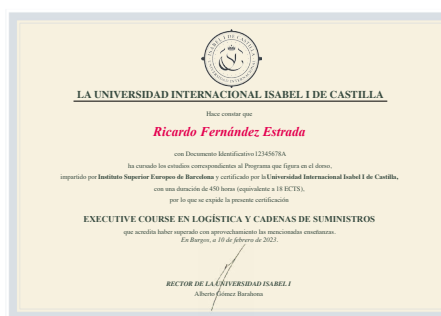 LA UNIVERSIDAD INTERNACIONAL ISABEL I DE CASTILLA
Hace constar que
Ricardo Fernández Estrada
con Documento Identificativo12345678A
ha cursado los estudios correspondientes al Programa que figura en el dorso,
impartido por Instituto Superior Europeo de Barcelona y certificado por la Universidad Internacional Isabel I de Castilla,
con una duración de 450 horas (equivalente a 18 ECTS),
por lo que se expide la presente certificación
EXECUTIVE COURSE EN LOGÍSTICA Y CADENAS DE SUMINISTROS
que acredita haber superado con aprovechamiento las mencionadas enseñanzas.
En Burgos, a 10 de febrero de 2023.
RECTOR DE LA UNIVERSIDAD ISABEL I
Alberto Gómez Barahona